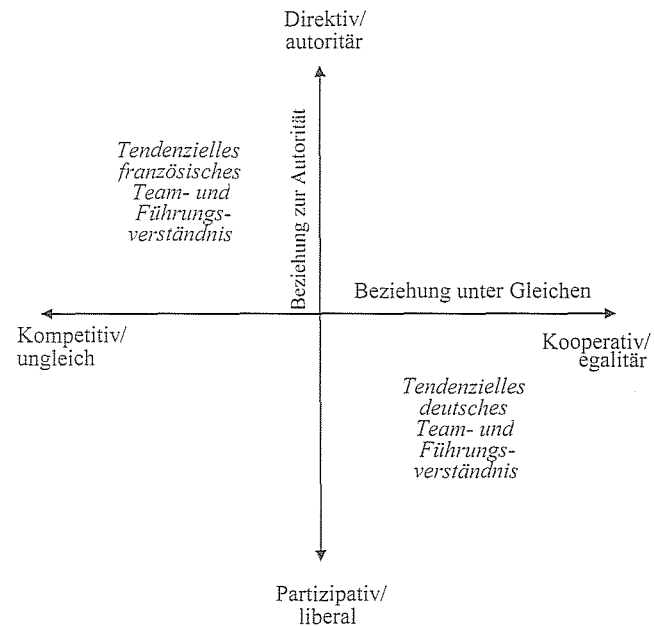 Direktiv/
autoritär
Beziehung zur Autorität
Tendenzielles
französisches
Team- und
Führungs-
verständnis
Beziehung unter Gleichen
Kompetitiv/
ungleich
Kooperativ/
egalitär
Tendenzielles
deutsches
Team- und
Führungs-
verständnis
Partizipativ/
liberal